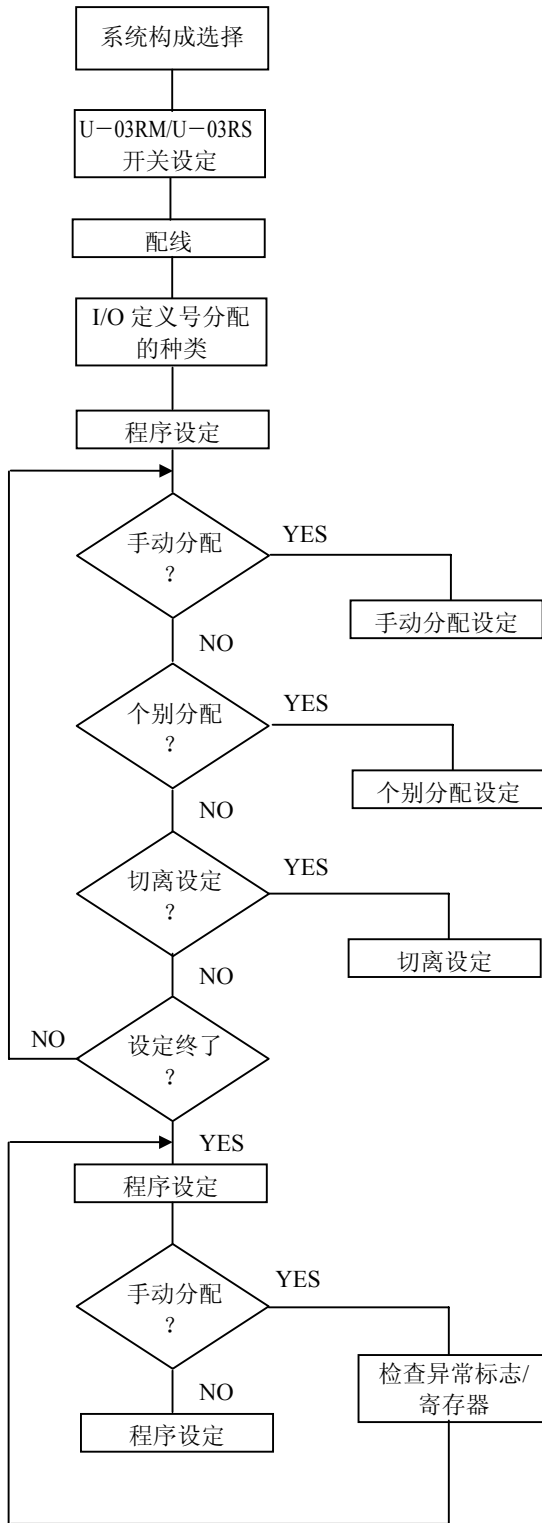 系统构成选择
U－03RM/U－03RS
开关设定
配线
I/O 定义号分配
的种类
程序设定
手动分配
？
YES
手动分配设定
NO
个别分配
？
YES
个别分配设定
NO
切离设定
？
YES
切离设定
NO
设定终了
？
NO
YES
程序设定
手动分配
？
YES
检查异常标志/
寄存器
NO
程序设定